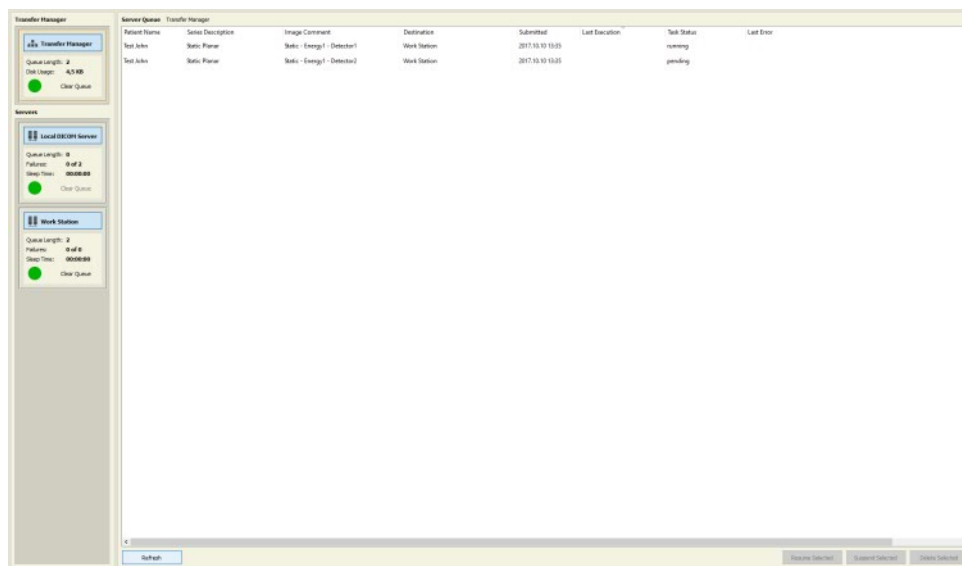 Transfer Manager
Transfer Manager
Queue Length: 2
Disk Usage: 4,5 KB
Clear Queue
Servers
Local DICOM Server
Queue Length: 0
Failures: 0 of 2
Sleep Time: 00:00:00
Clear Queue
Work Station
Queue Length: 2
Failures: 0 of 0
Sleep Time: 00:00:00
Clear Queue
Server Queue Transfer Manager
Patient Name Series Description Image Comment Destination Submitted Last Execution Task Status Last Error
Test John Static Planar Static - Energy1 - Detector1 Work Station 2017.10.10 13:35 running
Test John Static Planar Static - Energy1 - Detector2 Work Station 2017.10.10 13:35 pending
Refresh Resume Selected Suspend Selected Delete Selected